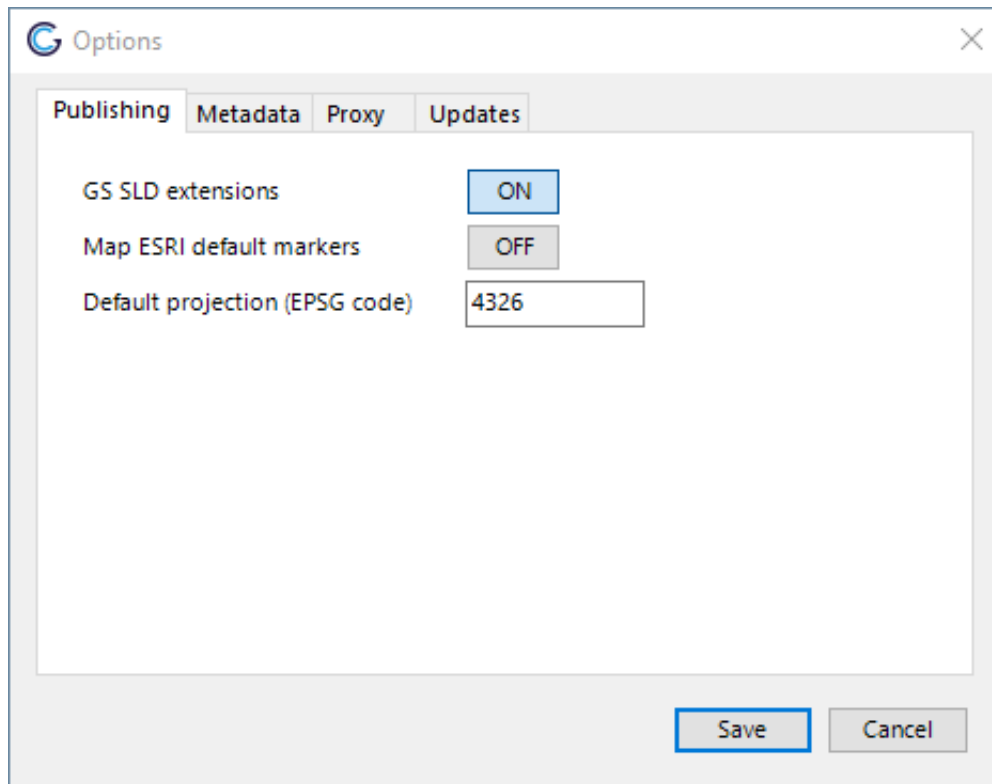 Options
Publishing Metadata Proxy Updates
GS SLD extensions ON
Map ESRI default markers OFF
Default projection (EPSG code) 4326
Save Cancel